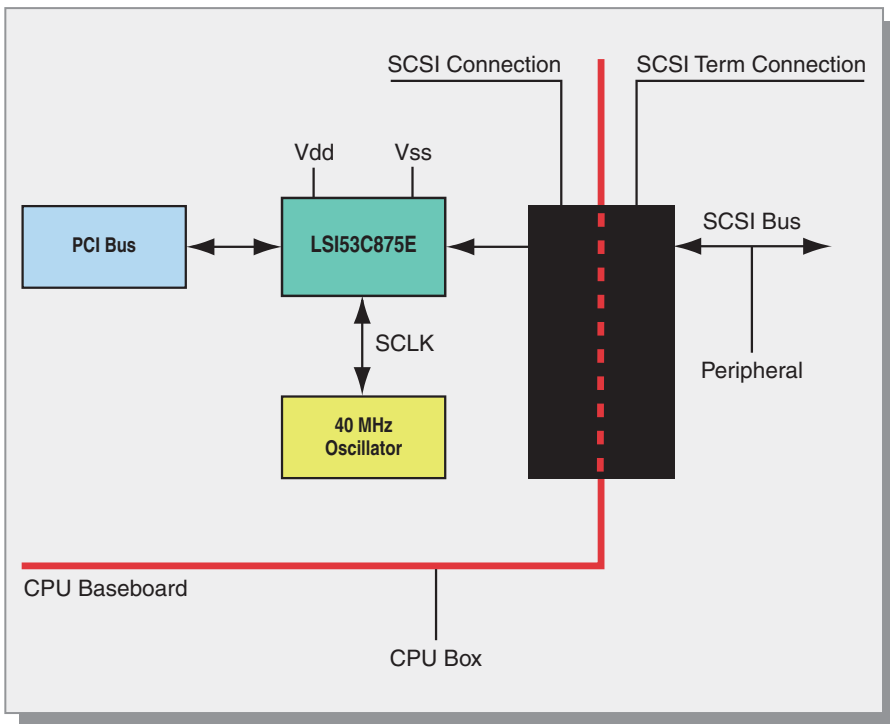 SCSI Connection
SCSI Term Connection
Vdd
Vss
PCI Bus
LSI53C875E
SCSI Bus
SCLK
Peripheral
40 MHz
Oscillator
CPU Baseboard
CPU Box